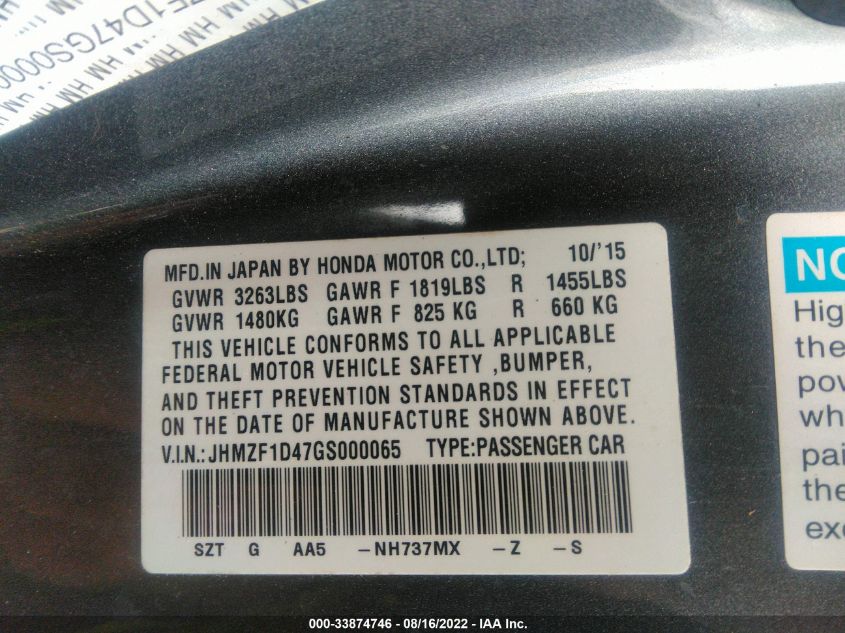 MFD.IN JAPAN BY HONDA MOTOR CO.,LTD; 10/'15
GVWR 3263LBS GAWR F 1819LBS R 1455LBS
GVWR 1480KG GAWR F 825 KG R 660 KG
THIS VEHICLE CONFORMS TO ALL APPLICABLE
FEDERAL MOTOR VEHICLE SAFETY ,BUMPER,
AND THEFT PREVENTION STANDARDS IN EFFECT
ON THE DATE OF MANUFACTURE SHOWN ABOVE.
V.I.N.:JHMZF1D47GS000065 TYPE:PASSENGER CAR
SZT G AA5 -NH737MX -Z -S
NO
Hig
the
pov
wh
pai
the
exc
000-33874746 - 08/16/2022 - IAA Inc.